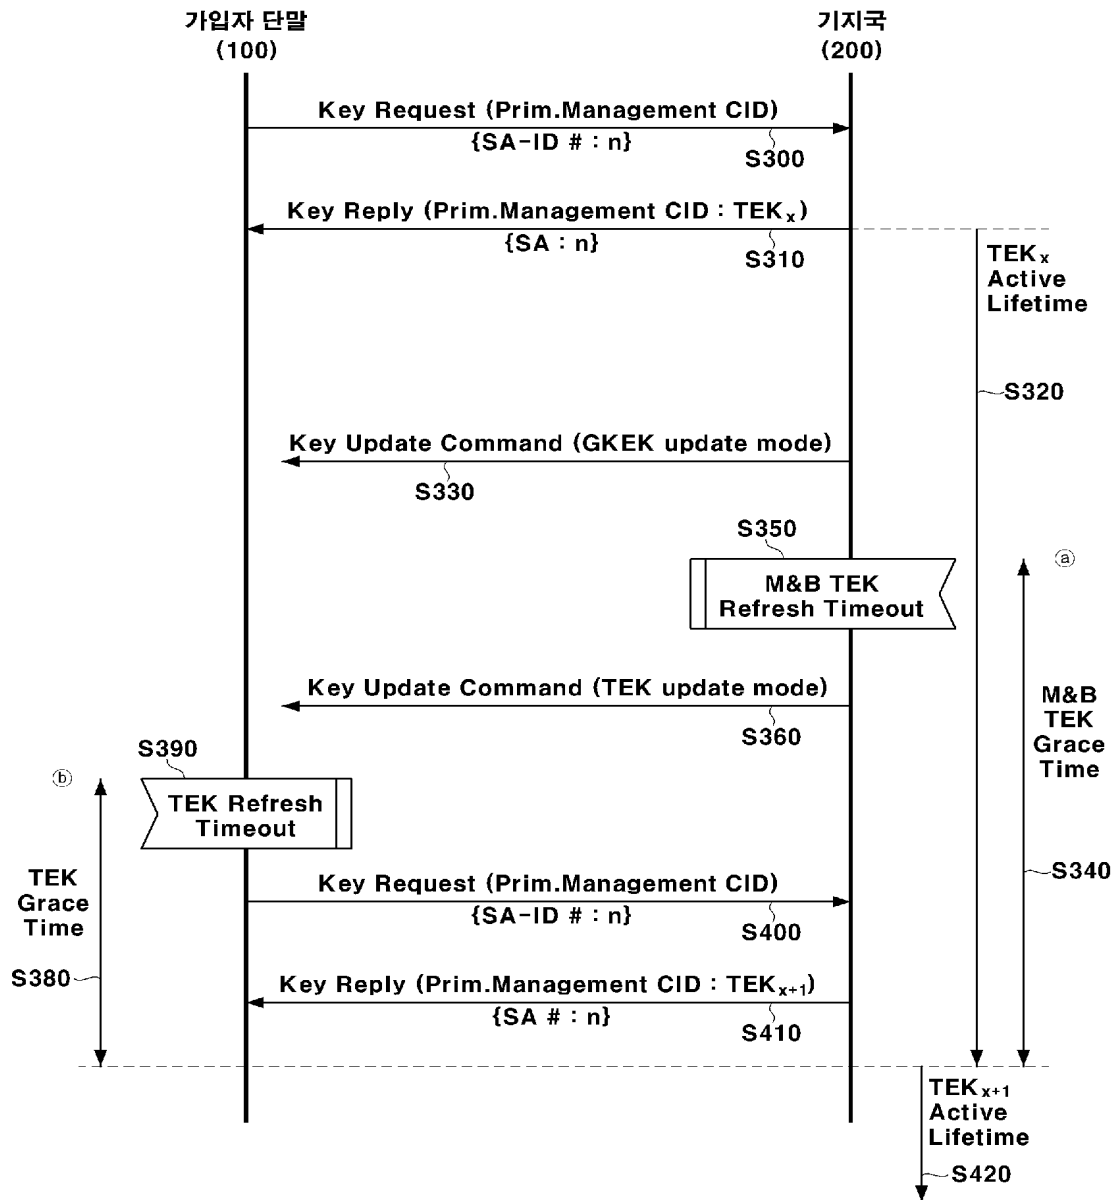 가입자 단말
(100)
기지국
(200)
Key Request (Prim.Management CID)
{SA-ID # : n}
S300
Key Reply (Prim.Management CID : TEKx)
{SA : n}
S310
TEKx
Active
Lifetime
S320
Key Update Command (GKEK update mode)
S330
S350
ⓐ
M&B TEK
Refresh Timeout
Key Update Command (TEK update mode)
S360
M&B
TEK
Grace
Time
S390
ⓑ
TEK Refresh
Timeout
S340
TEK
Grace
Time
Key Request (Prim.Management CID)
{SA-ID # : n}
S400
S380
Key Reply (Prim.Management CID : TEKx+1)
{SA # : n}
S410
TEKx+1
Active
Lifetime
S420